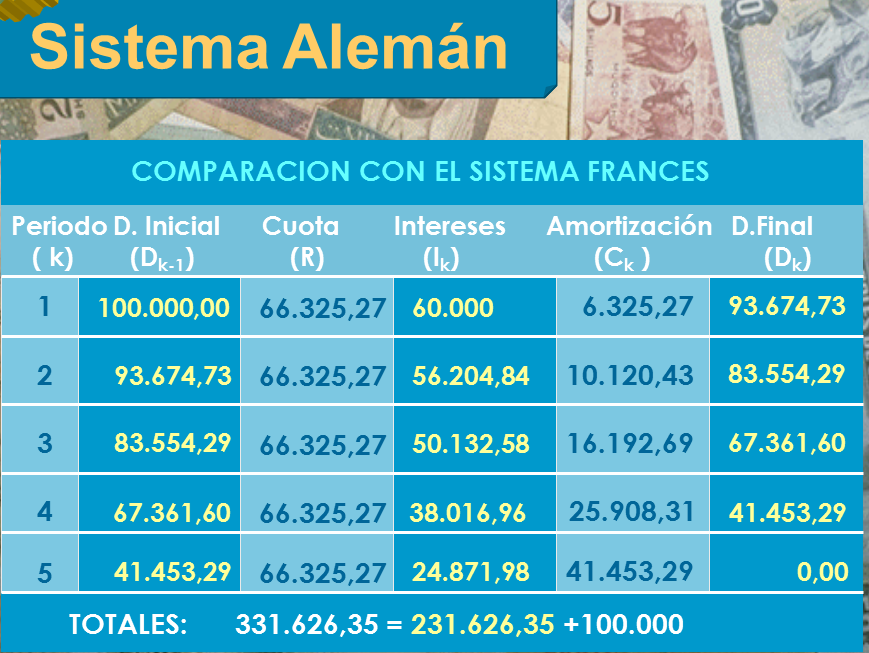 Sistema Alemán
COMPARACION CON EL SISTEMA FRANCES
Periodo D. Inicial Cuota Intereses Amortización D.Final
( k) (Dk-1) (R) (Ik) (Ck ) (Dk)
1 100.000,00 66.325,27 60.000 6.325,27 93.674,73
2 93.674,73 66.325,27 56.204,84 10.120,43 83.554,29
3 83.554,29 66.325,27 50.132,58 16.192,69 67.361,60
4 67.361,60 66.325,27 38.016,96 25.908,31 41.453,29
5 41.453,29 66.325,27 24.871,98 41.453,29 0,00
TOTALES: 331.626,35 = 231.626,35 +100.000